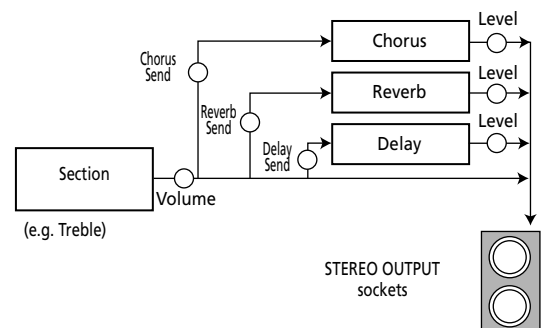 Level
Chorus
Chorus
Send
Level
Reverb
Reverb
Send
Level
Delay
Delay
Send
Section
Volume
(e.g. Treble)
STEREO OUTPUT
sockets